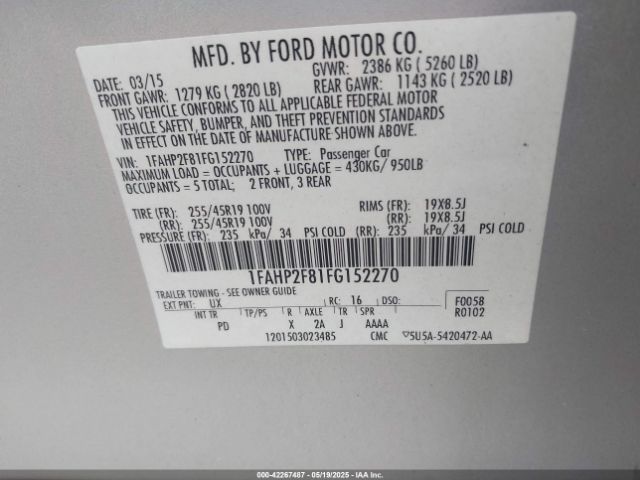 MFD. BY FORD MOTOR CO.
03/15 GVWR: 2386 KG ( 5260 LB)
FRONT GAWR: 1279 KG ( 2820 LB) REAR GAWR: 1143 KG ( 2520 LB)
THIS VEHICLE CONFORMS TO ALL APPLICABLE FEDERAL MOTOR
VEHICLE SAFETY, BUMPER, AND THEFT PREVENTION STANDARDS
IN EFFECT ON THE DATE OF MANUFACTURE SHOWN ABOVE.
VIN: 1FAHP2F81FG152270 TYPE: Passenger Car
MAXIMUM LOAD = OCCUPANTS + LUGGAGE = 430KG/ 950LB
OCCUPANTS = 5 TOTAL; 2 FRONT, 3 REAR
TIRE (FR): 255/45R19 100V RIMS (FR): 19X8.5J
(RR): 255/45R19 100V (RR): 19X8.5J
PRESSURE (FR): 235 kPa/ 34 PSI COLD (RR): 235 kPa/ 34 PSI COLD
1FAHP2F81FG152270
TRAILER TOWING - SEE OWNER GUIDE
EXT PNT: UX RC: 16 DSO: F0058
INT TR TP/PS R AXLE TR SPR R0102
PD X 2A J AAAA
1201503023485 CMC ▽5U5A-5420472-AA
000-42267487 - 05/19/2025 - IAA Inc.